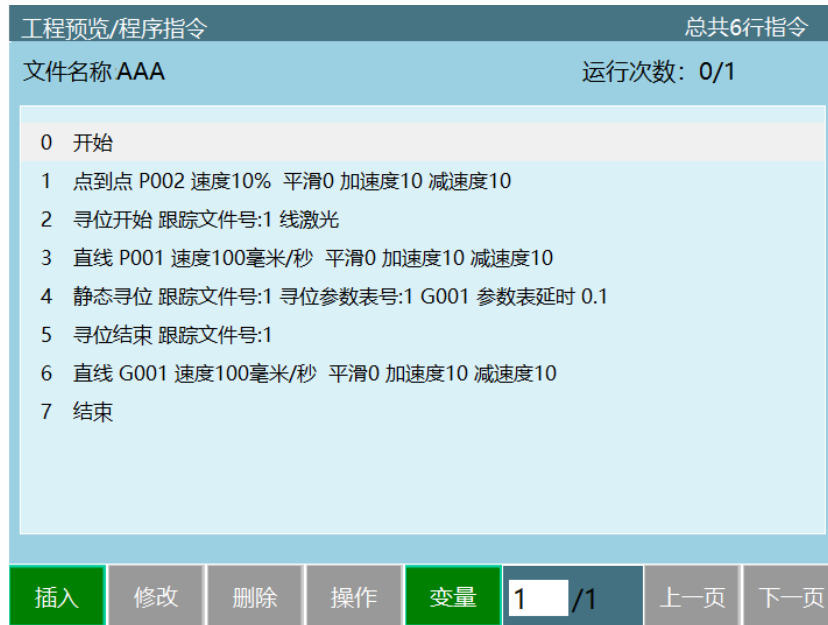 工程预览/程序指令 总共6行指令
文件名称:AAA 运行次数：0/1
0 开始
1 点到点 P002 速度10% 平滑0 加速度10 减速度10
2 寻位开始 跟踪文件号:1 线激光
3 直线 P001 速度100毫米/秒 平滑0 加速度10 减速度10
4 静态寻位 跟踪文件号:1 寻位参数表号:1 G001 参数表延时 0.1
5 寻位结束 跟踪文件号:1
6 直线 G001 速度100毫米/秒 平滑0 加速度10 减速度10
7 结束
插入 修改 删除 操作 变量 1 /1 上一页 下一页